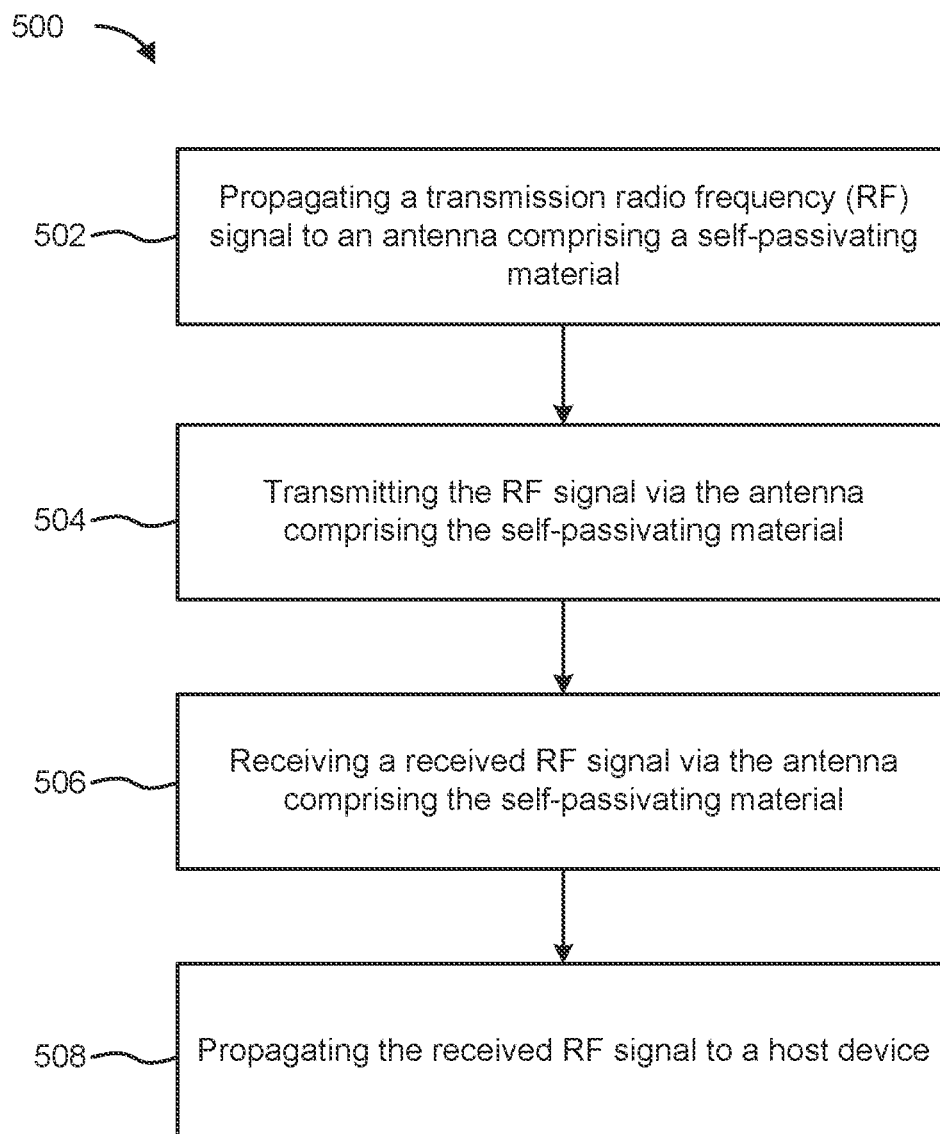 500
502
Propagating a transmission radio frequency (RF)
signal to an antenna comprising a self-passivating
material
504
Transmitting the RF signal via the antenna
comprising the self-passivating material
506
Receiving a received RF signal via the antenna
comprising the self-passivating material
508
Propagating the received RF signal to a host device